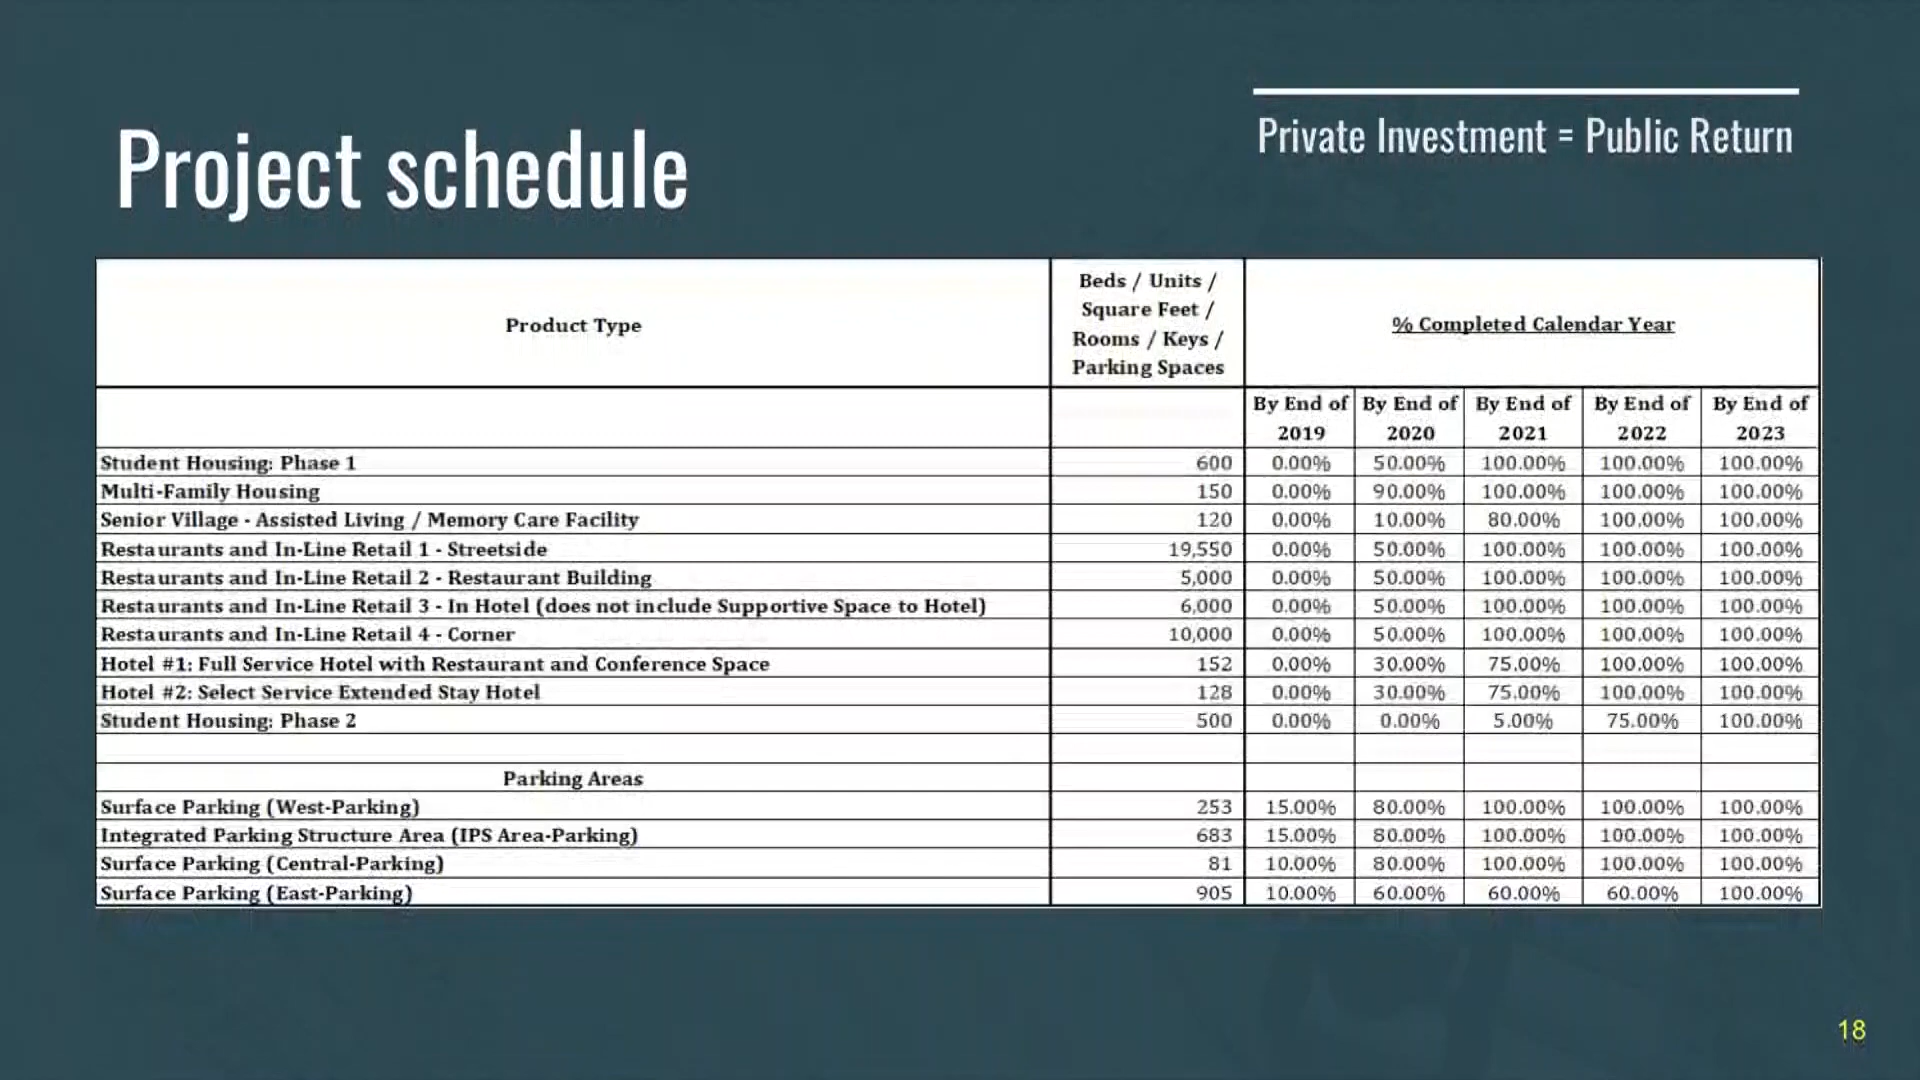 Private Investment = Public Return
Project schedule
Product Type
Beds / Units /
Square Feet /
Rooms / Keys /
Parking Spaces
% Completed Calendar Year
By End of 2019 By End of 2020 By End of 2021 By End of 2022 By End of 2023
Student Housing: Phase 1 600 0.00% 50.00% 100.00% 100.00% 100.00%
Multi-Family Housing 150 0.00% 90.00% 100.00% 100.00% 100.00%
Senior Village - Assisted Living / Memory Care Facility 120 0.00% 10.00% 80.00% 100.00% 100.00%
Restaurants and In-Line Retail 1 - Streetside 19,550 0.00% 50.00% 100.00% 100.00% 100.00%
Restaurants and In-Line Retail 2 - Restaurant Building 5,000 0.00% 50.00% 100.00% 100.00% 100.00%
Restaurants and In-Line Retail 3 - In Hotel (does not include Supportive Space to Hotel) 6,000 0.00% 50.00% 100.00% 100.00% 100.00%
Restaurants and In-Line Retail 4 - Corner 10,000 0.00% 50.00% 100.00% 100.00% 100.00%
Hotel #1: Full Service Hotel with Restaurant and Conference Space 152 0.00% 30.00% 75.00% 100.00% 100.00%
Hotel #2: Select Service Extended Stay Hotel 128 0.00% 30.00% 75.00% 100.00% 100.00%
Student Housing: Phase 2 500 0.00% 0.00% 5.00% 75.00% 100.00%
Parking Areas
Surface Parking (West-Parking) 253 15.00% 80.00% 100.00% 100.00% 100.00%
Integrated Parking Structure Area (IPS Area-Parking) 683 15.00% 80.00% 100.00% 100.00% 100.00%
Surface Parking (Central-Parking) 81 10.00% 80.00% 100.00% 100.00% 100.00%
Surface Parking (East-Parking) 905 10.00% 60.00% 60.00% 60.00% 100.00%
18